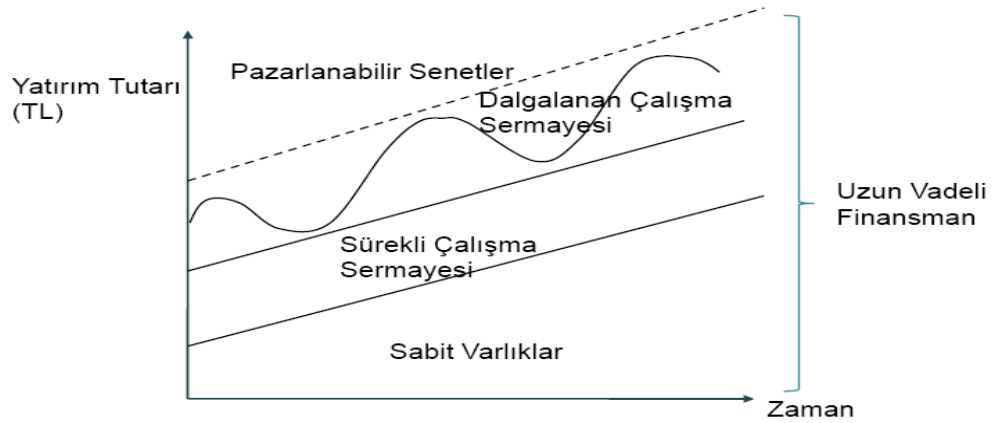 Pazarlanabilir Senetler
Yatırım Tutarı
(TL)
Dalgalanan Çalışma
Sermayesi
Uzun Vadeli
Finansman
Sürekli Çalışma
Sermayesi
Sabit Varlıklar
Zaman